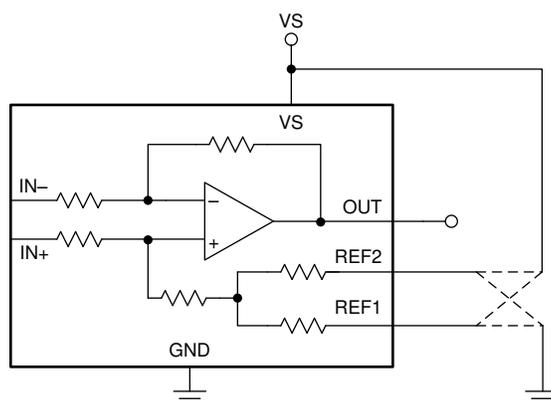 VS
VS
IN–
–
OUT
+
IN+
REF2
REF1
GND